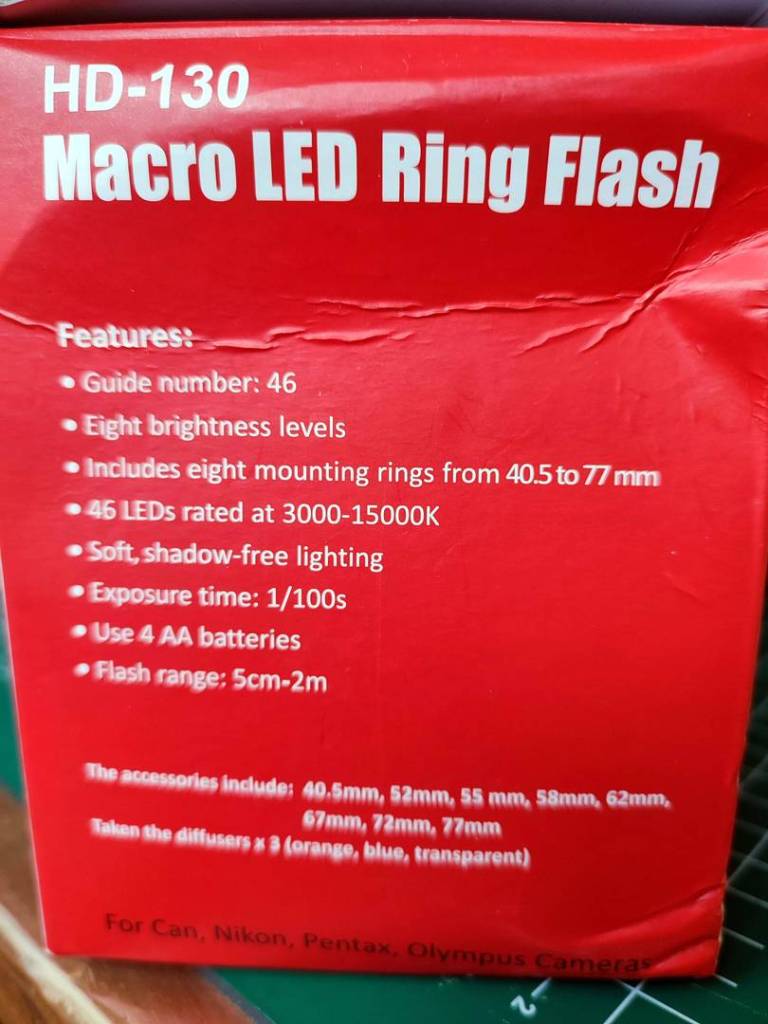 HD-130
Macro LED Ring Flash
Features:
• Guide number: 46
• Eight brightness levels
• Includes eight mounting rings from 40.5 to 77 mm
• 46 LEDs rated at 3000-15000K
• Soft, shadow-free lighting
• Exposure time: 1/100s
• Use 4 AA batteries
• Flash range: 5cm-2m
The accessories include: 40.5mm, 52mm, 55 mm, 58mm, 62mm,
67mm, 72mm, 77mm
Taken the diffusers x 3 (orange, blue, transparent)
For Can, Nikon, Pentax, Olympus Cameras
2